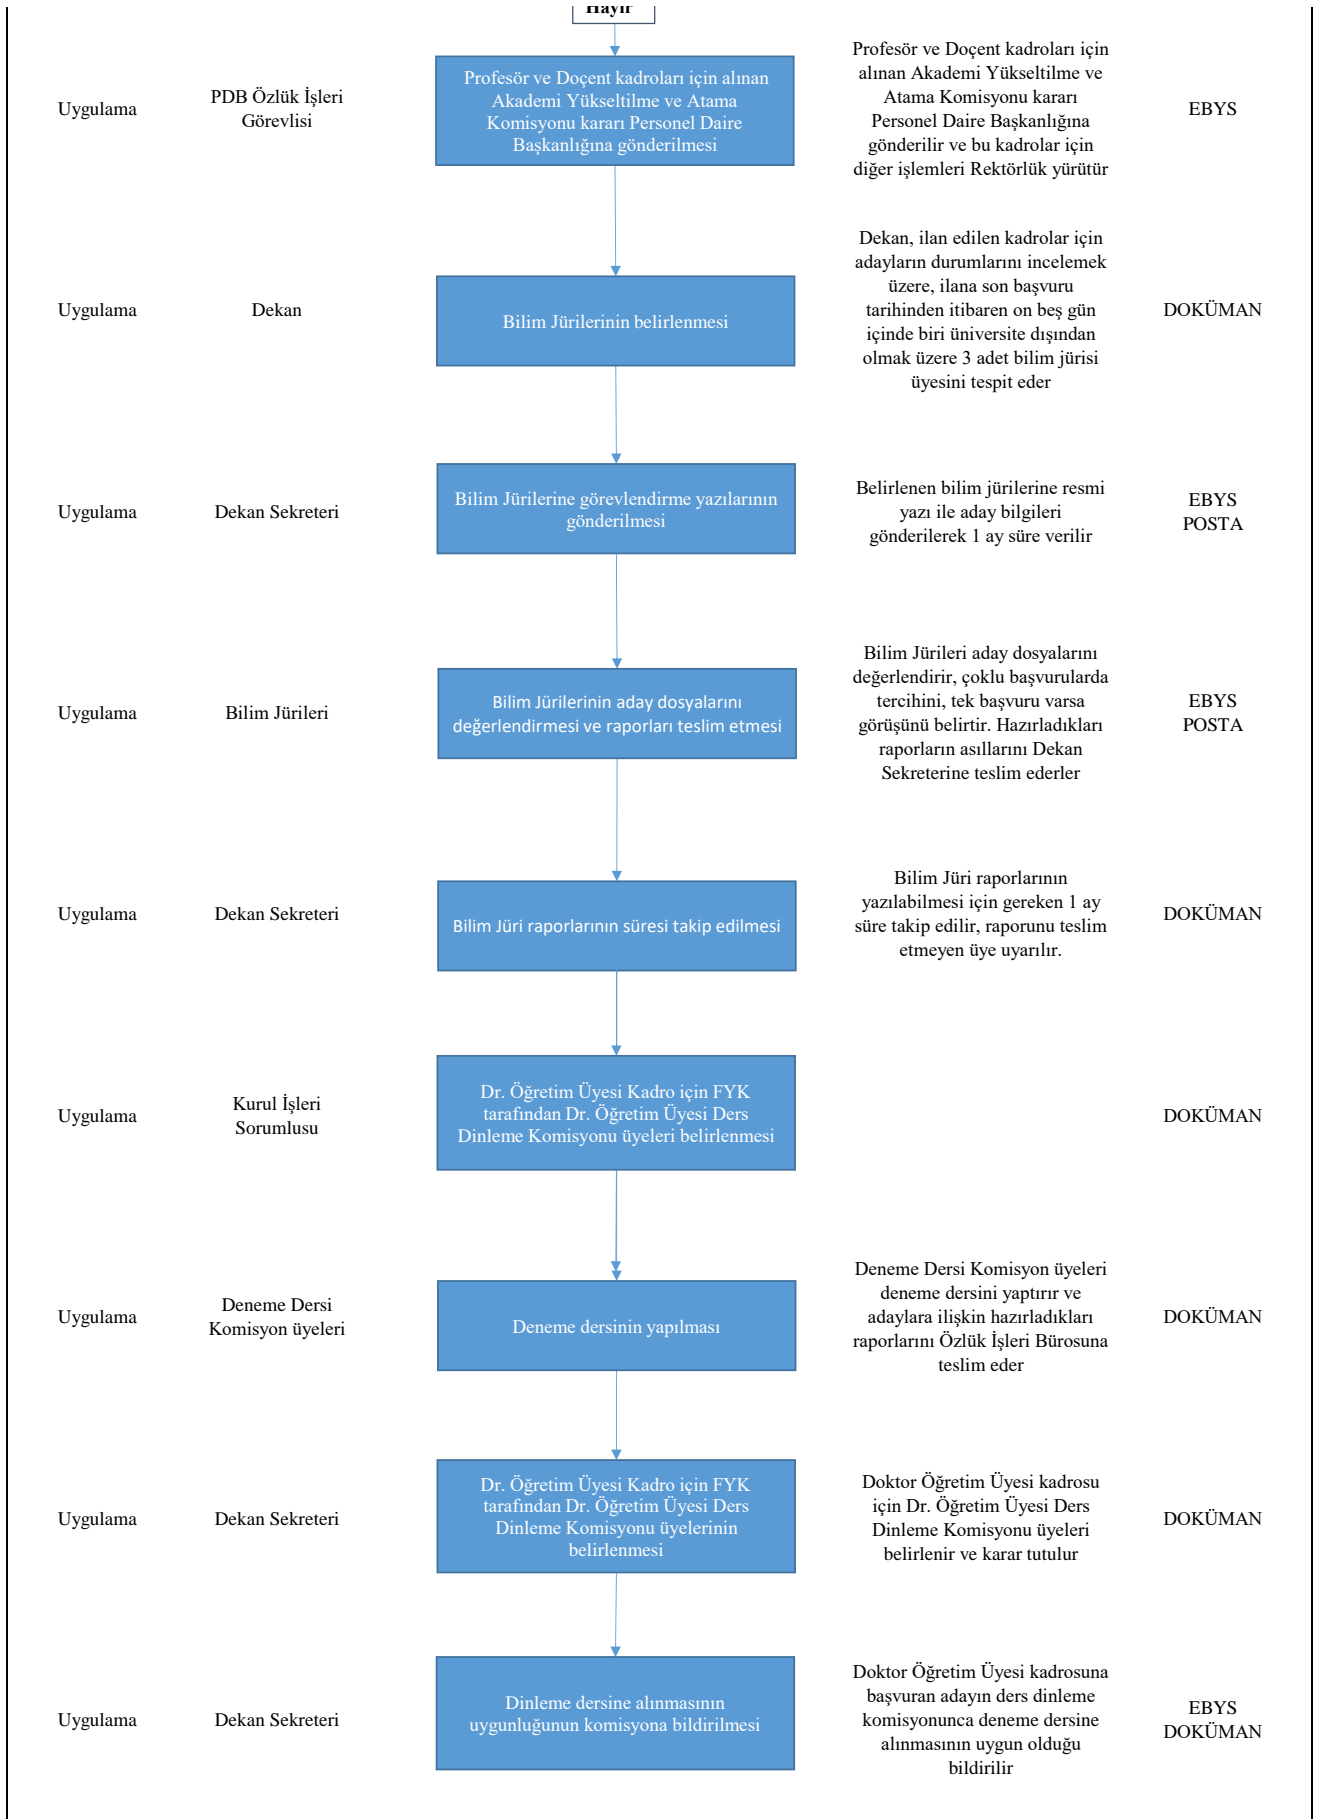 Hayır
Uygulama
PDB Özlük İşleri
Görevlisi
Profesör ve Doçent kadroları için alınan
Akademi Yükseltilme ve Atama
Komisyonu kararı Personel Daire
Başkanlığına gönderilmesi
Profesör ve Doçent kadroları için
alınan Akademi Yükseltilme ve
Atama Komisyonu kararı
Personel Daire Başkanlığına
gönderilir ve bu kadrolar için
diğer işlemleri Rektörlük yürütür
EBYS
Uygulama
Dekan
Bilim Jürilerinin belirlenmesi
Dekan, ilan edilen kadrolar için
adayların durumlarını incelemek
üzere, ilana son başvuru
tarihinden itibaren on beş gün
içinde biri üniversite dışından
olmak üzere 3 adet bilim jürisi
üyesini tespit eder
DOKÜMAN
Uygulama
Dekan Sekreteri
Bilim Jürilerine görevlendirme yazılarının
gönderilmesi
Belirlenen bilim jürilerine resmi
yazı ile aday bilgileri
gönderilerek 1 ay süre verilir
EBYS
POSTA
Uygulama
Bilim Jürileri
Bilim Jürilerinin aday dosyalarını
değerlendirmesi ve raporları teslim etmesi
Bilim Jürileri aday dosyalarını
değerlendirir, çoklu başvurularda
tercihini, tek başvuru varsa
görüşünü belirtir. Hazırladıkları
raporların asıllarını Dekan
Sekreterine teslim ederler
EBYS
POSTA
Uygulama
Dekan Sekreteri
Bilim Jüri raporlarının süresi takip edilmesi
Bilim Jüri raporlarının
yazılabilmesi için gereken 1 ay
süre takip edilir, raporunu teslim
etmeyen üye uyarılır.
DOKÜMAN
Uygulama
Kurul İşleri
Sorumlusu
Dr. Öğretim Üyesi Kadro için FYK
tarafından Dr. Öğretim Üyesi Ders
Dinleme Komisyonu üyeleri belirlenmesi
DOKÜMAN
Uygulama
Deneme Dersi
Komisyon üyeleri
Deneme dersinin yapılması
Deneme Dersi Komisyon üyeleri
deneme dersini yaptırır ve
adaylara ilişkin hazırladıkları
raporlarını Özlük İşleri Bürosuna
teslim eder
DOKÜMAN
Uygulama
Dekan Sekreteri
Dr. Öğretim Üyesi Kadro için FYK
tarafından Dr. Öğretim Üyesi Ders
Dinleme Komisyonu üyelerinin
belirlenmesi
Doktor Öğretim Üyesi kadrosu
için Dr. Öğretim Üyesi Ders
Dinleme Komisyonu üyeleri
belirlenir ve karar tutulur
DOKÜMAN
Uygulama
Dekan Sekreteri
Dinleme dersine alınmasının
uygunluğunun komisyona bildirilmesi
Doktor Öğretim Üyesi kadrosuna
başvuran adayın ders dinleme
komisyonunca deneme dersine
alınmasının uygun olduğu
bildirilir
EBYS
DOKÜMAN